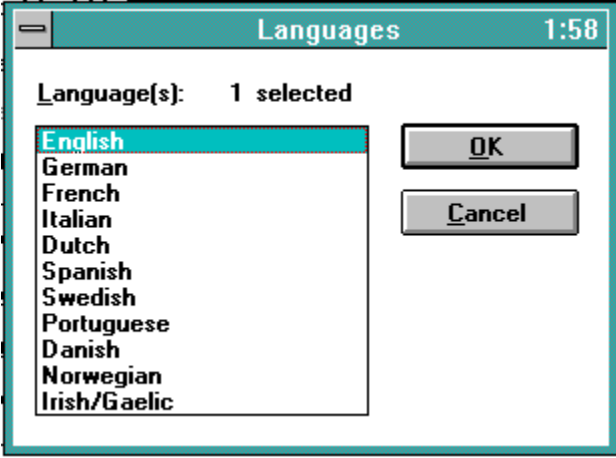 Languages 1:58
Language(s): 1 selected
English
German
French
Italian
Dutch
Spanish
Swedish
Portuguese
Danish
Norwegian
Irish/Gaelic
OK
Cancel